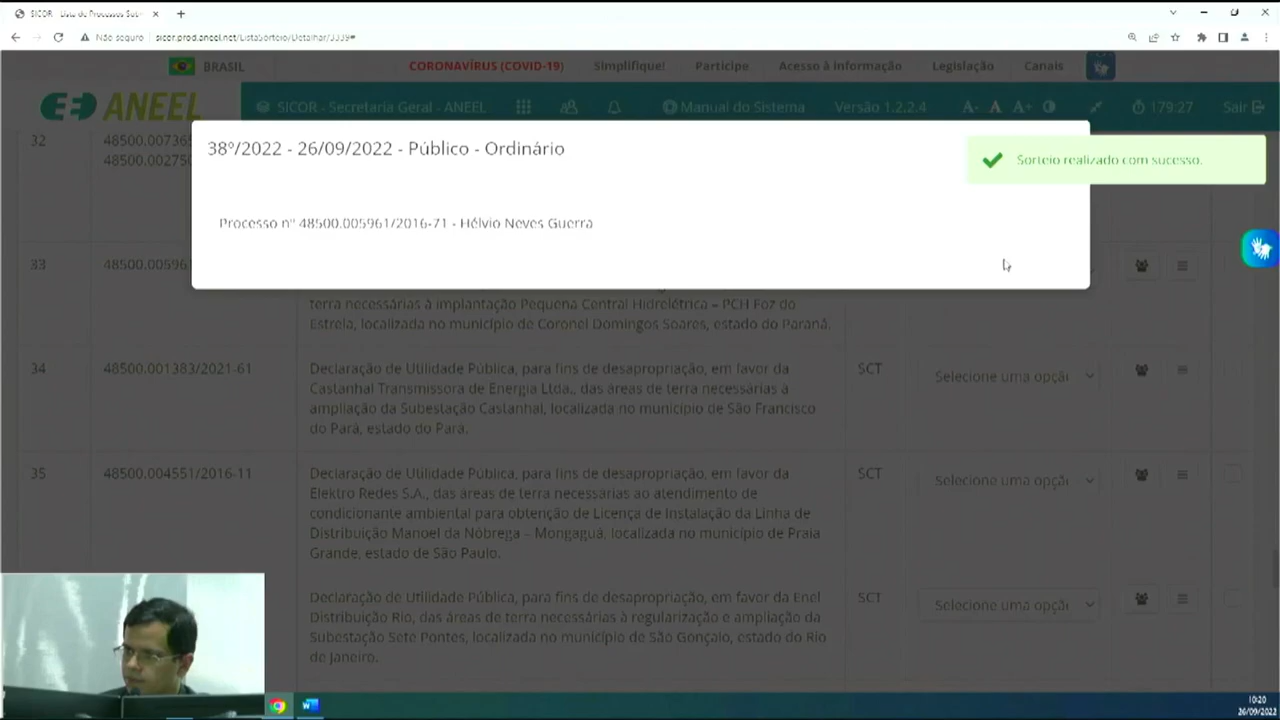 SICOR - Lista de Processos Sort
Não seguro
sicor.prod.aneel.net/ListaSorteio/Detalhar/3339#
BRASIL
CORONAVÍRUS (COVID-19)
Simplifique!
Participe
Acesso à informação
Legislação
Canais
ANEEL
SICOR - Secretaria Geral - ANEEL
Manual do Sistema
Versão 1.2.2.4
A-
A
A+
179:27
Sair
32
48500.007365
48500.002750
38º/2022 - 26/09/2022 - Público - Ordinário
Sorteio realizado com sucesso.
Processo nº 48500.005961/2016-71 - Hélvio Neves Guerra
33
48500.005961
terra necessárias à implantação Pequena Central Hidrelétrica – PCH Foz do
Estrela, localizada no município de Coronel Domingos Soares, estado do Paraná.
34
48500.001383/2021-61
Declaração de Utilidade Pública, para fins de desapropriação, em favor da
Castanhal Transmissora de Energia Ltda., das áreas de terra necessárias à
ampliação da Subestação Castanhal, localizada no município de São Francisco
do Pará, estado do Pará.
SCT
Selecione uma opçã
35
48500.004551/2016-11
Declaração de Utilidade Pública, para fins de desapropriação, em favor da
Elektro Redes S.A., das áreas de terra necessárias ao atendimento de
condicionante ambiental para obtenção de Licença de Instalação da Linha de
Distribuição Manoel da Nóbrega – Mongaguá, localizada no município de Praia
Grande, estado de São Paulo.
SCT
Selecione uma opçã
Declaração de Utilidade Pública, para fins de desapropriação, em favor da Enel
Distribuição Rio, das áreas de terra necessárias à regularização e ampliação da
Subestação Sete Pontes, localizada no município de São Gonçalo, estado do Rio
de Janeiro.
SCT
Selecione uma opçã
10:20
26/09/2022